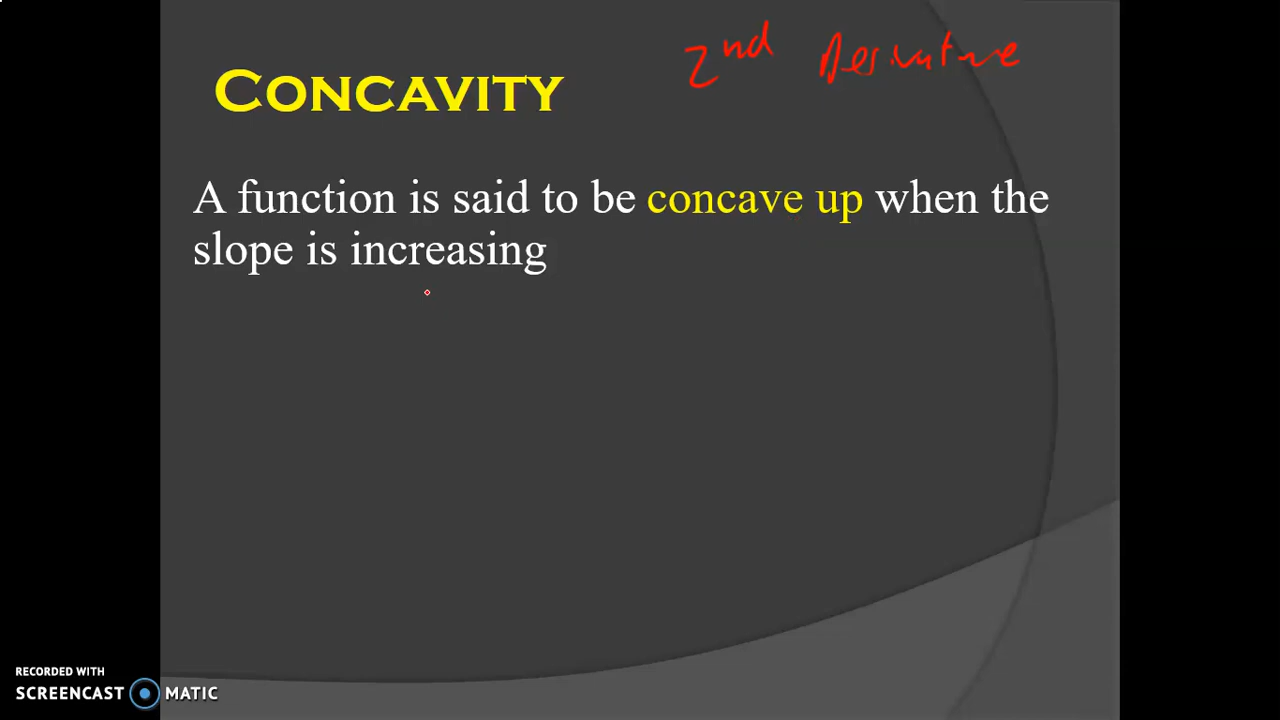 CONCAVITY
2nd Derivative
A function is said to be concave up when the
slope is increasing
RECORDED WITH
SCREENCAST MATIC